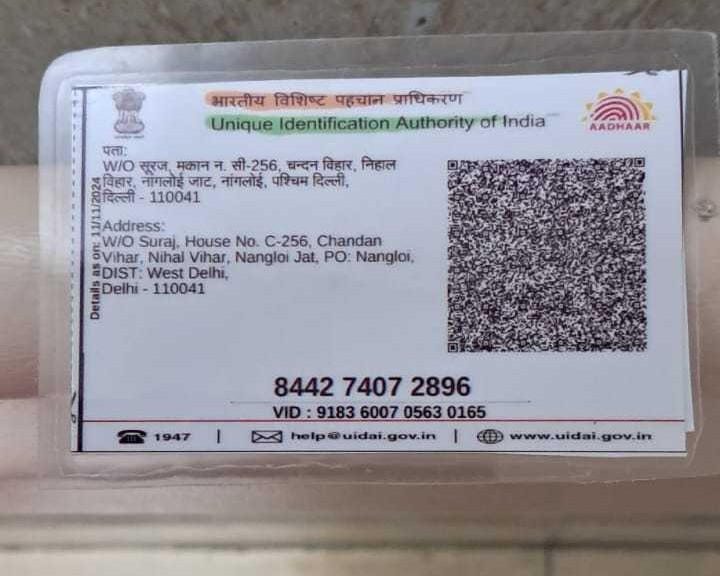 भारतीय विशिष्ट पहचान प्राधिकरण
Unique Identification Authority of India
AADHAAR
पता:
W/O सूरज, मकान न. सी-256, चन्दन विहार, निहाल
विहार, नांगलोई जाट, नांगलोई, पश्चिम दिल्ली,
दिल्ली - 110041
Details as on: 11/11/2024
Address:
W/O Suraj, House No. C-256, Chandan
Vihar, Nihal Vihar, Nangloi Jat, PO: Nangloi,
DIST: West Delhi,
Delhi - 110041
8442 7407 2896
VID : 9183 6007 0563 0165
1947 | help@uidai.gov.in | www.uidai.gov.in